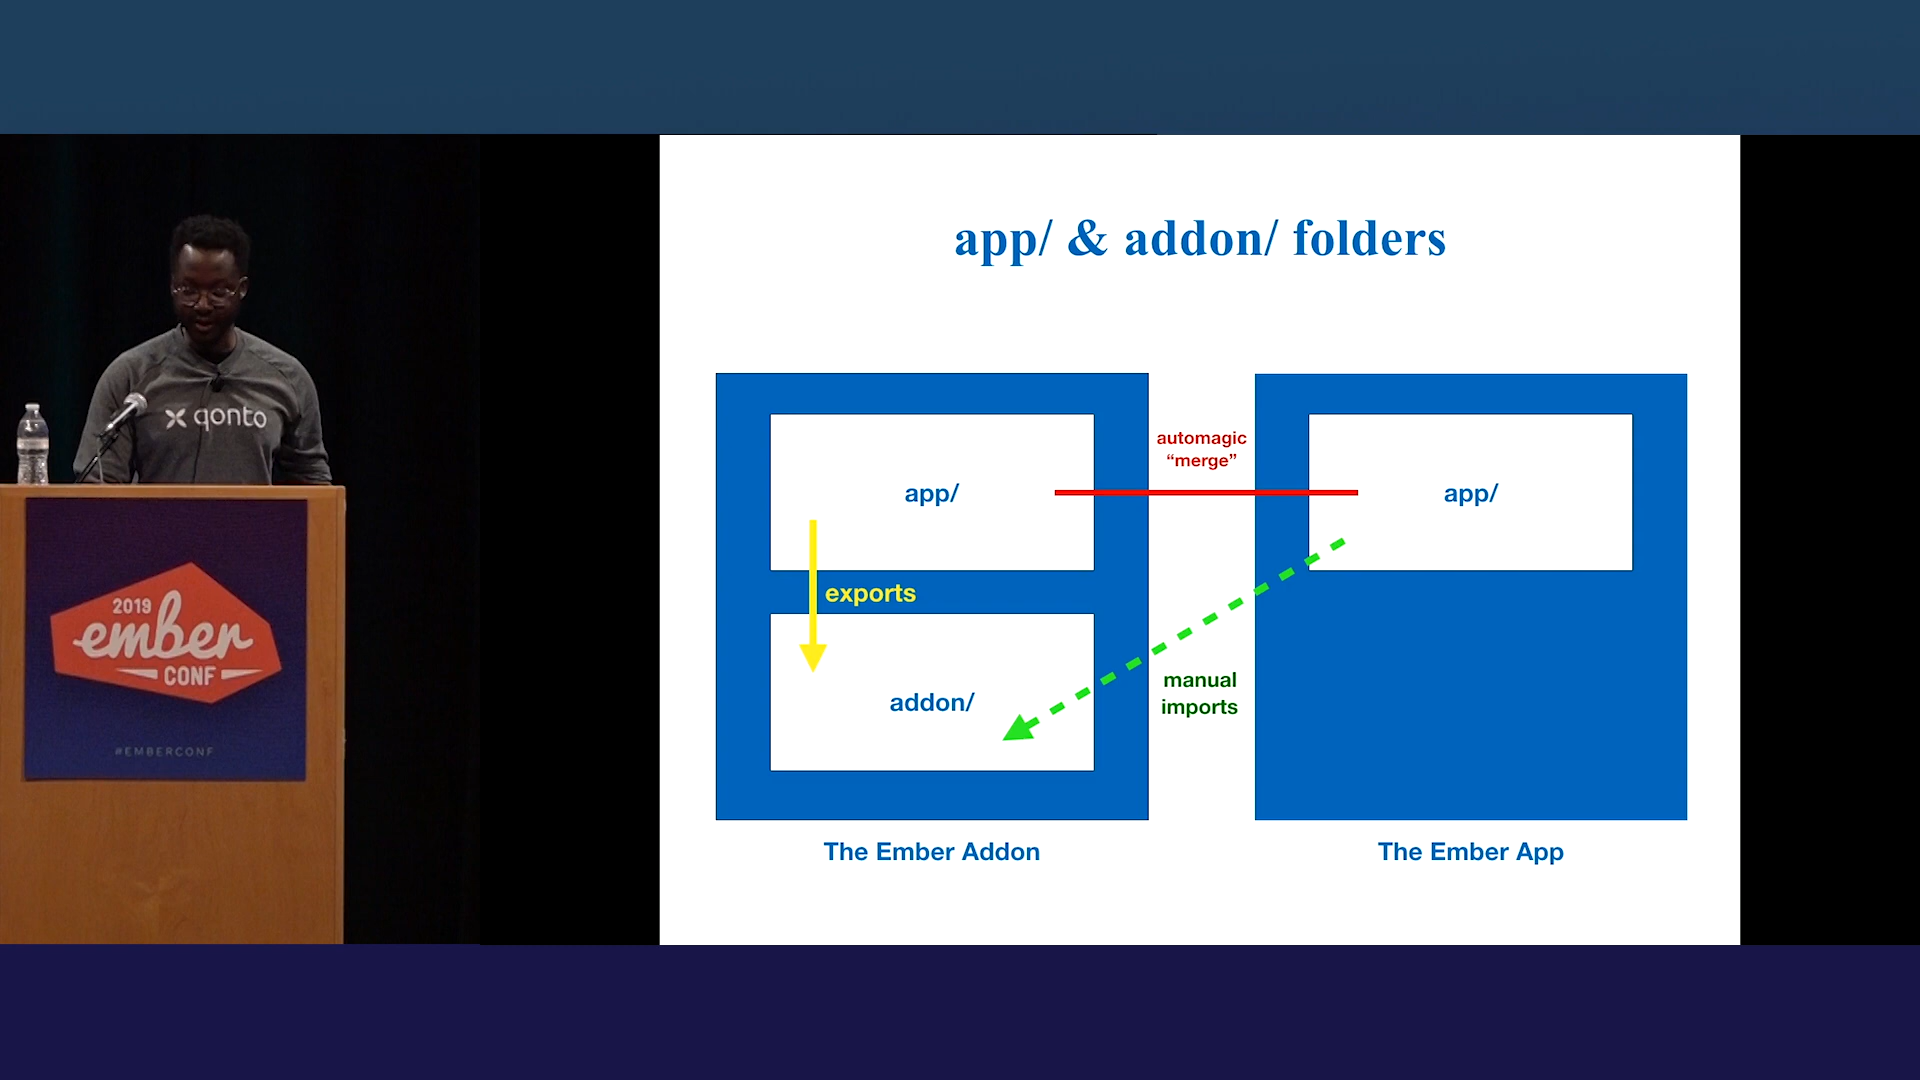 app/ & addon/ folders
automagic
“merge”
app/
app/
exports
addon/
manual
imports
The Ember Addon
The Ember App
qonto
2019
ember
CONF
#EMBERCONF